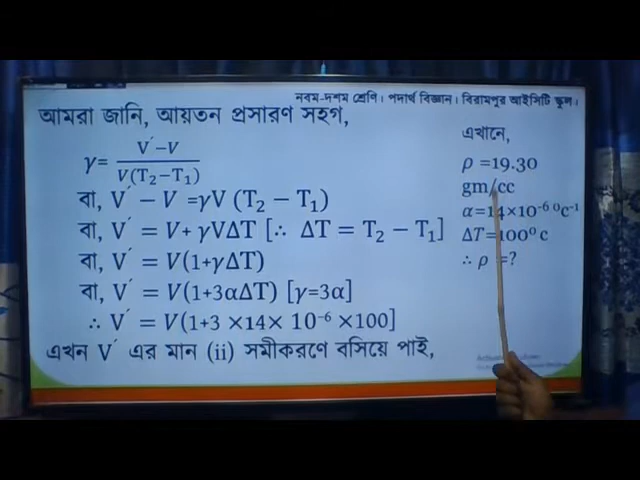 নবম-দশম শ্রেণি। পদার্থ বিজ্ঞান। বিরামপুর আইসিটি স্কুল।
আমরা জানি, আয়তন প্রসারণ সহগ,
γ= V′−V / V(T₂−T₁)
বা, V′ − V =γV (T₂ − T₁)
বা, V′ = V+ γVΔT [∴ ΔT = T₂ − T₁]
বা, V′ = V(1+γΔT)
বা, V′ = V(1+3αΔT) [γ=3α]
∴ V′ = V(1+3 ×14× 10⁻⁶ ×100]
এখন V′ এর মান (ii) সমীকরণে বসিয়ে পাই,
এখানে,
ρ =19.30
gm/cc
α=14×10⁻⁶ ⁰c⁻¹
ΔT=100⁰ c
∴ ρ =?